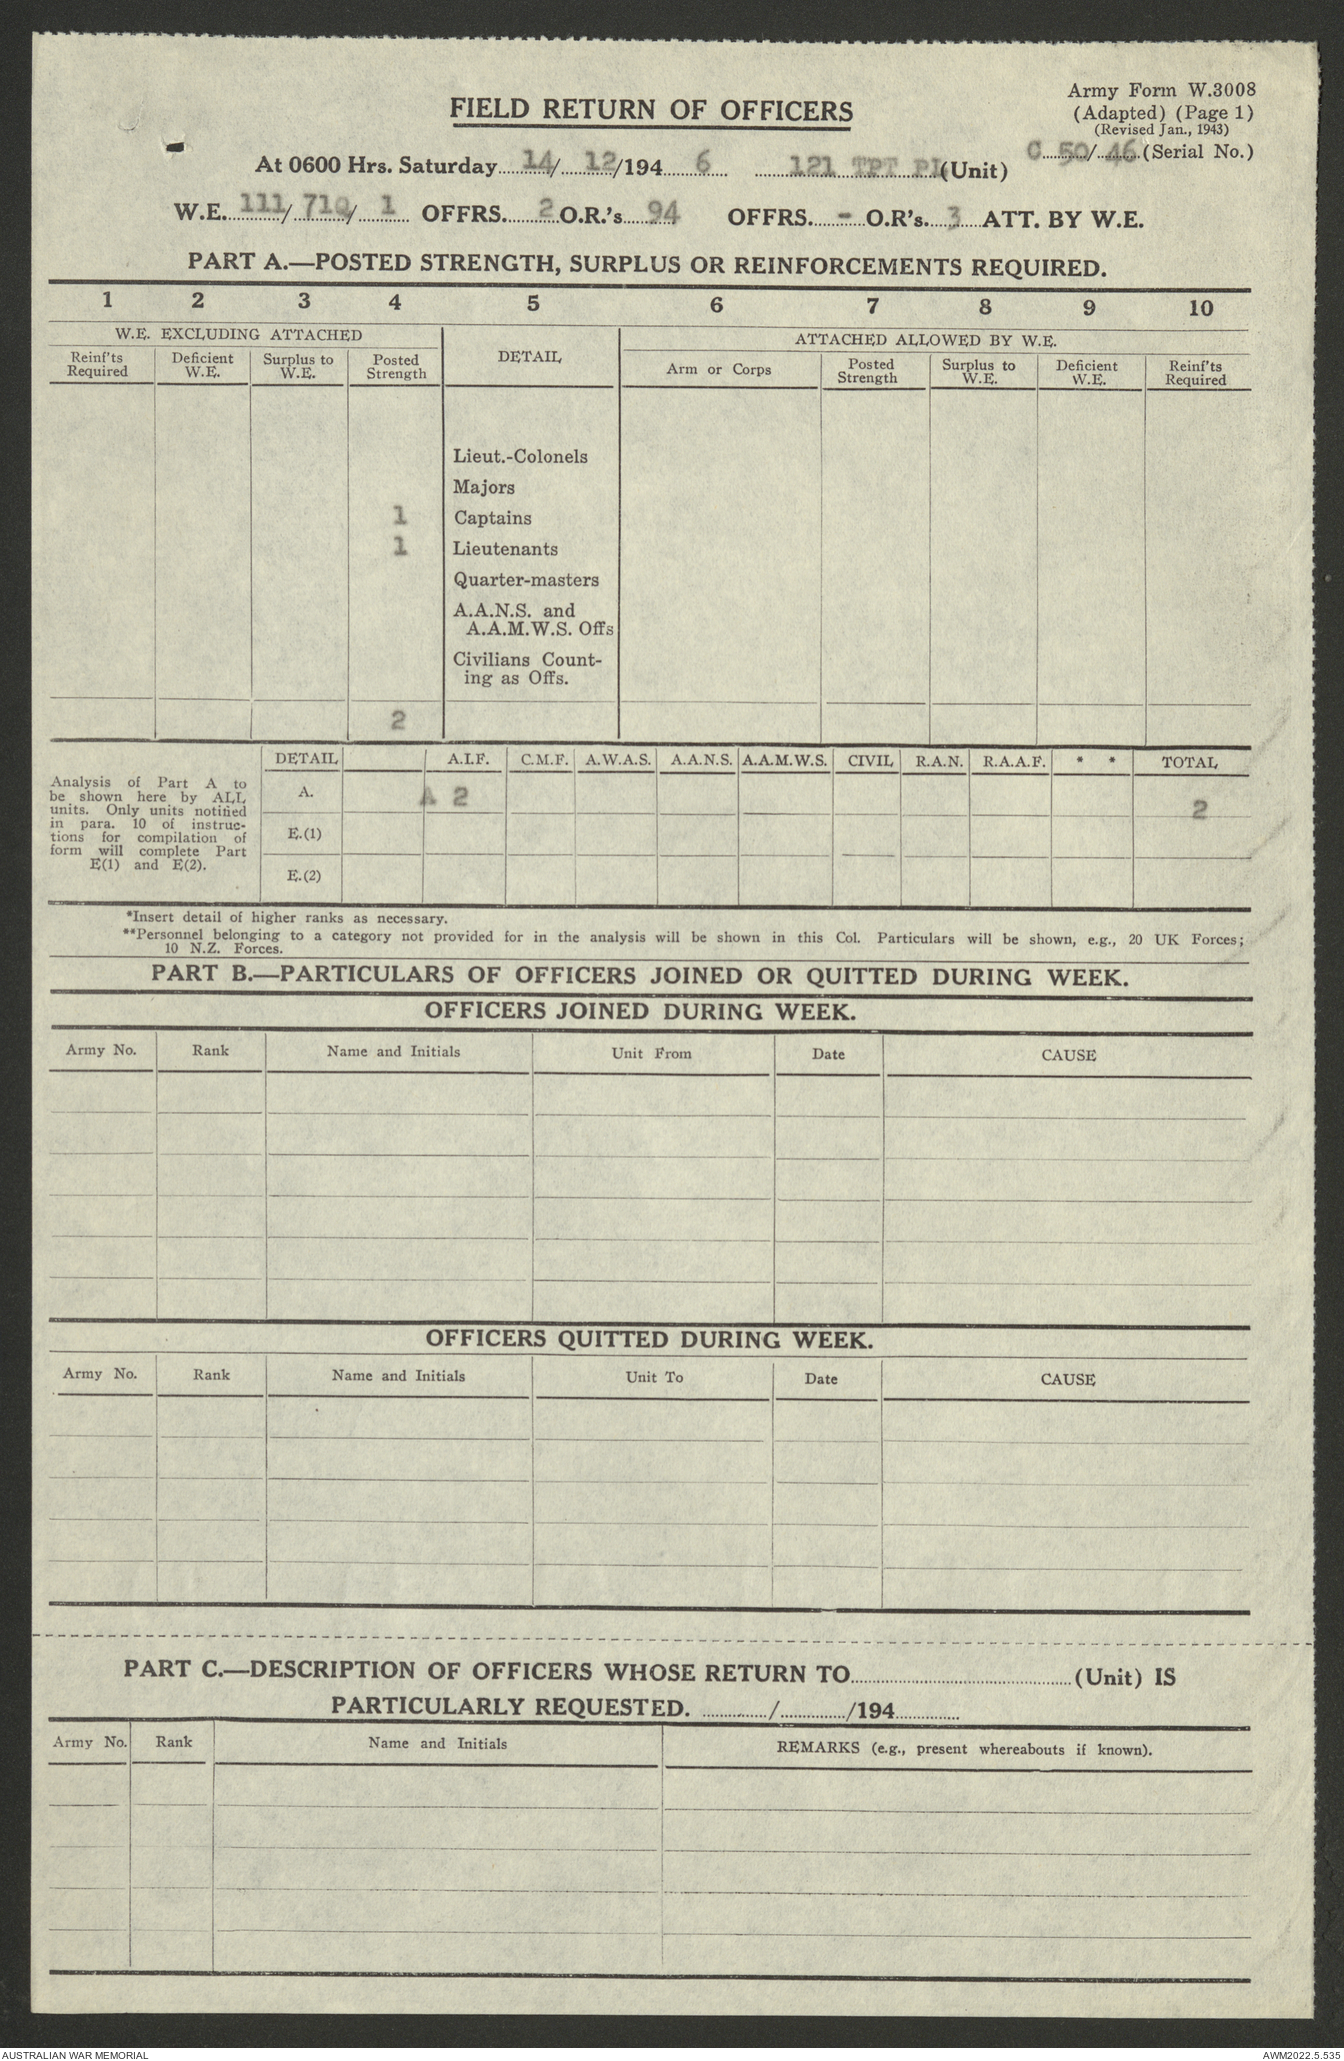 Army Form W.3008
FIELD RETURN OF OFFICERS
(Adapted) (Page 1)
(Revised Jan., 1943)
At 0600 Hrs. Saturday 14/ 12/194 6 121 TPT PL (Unit) C 50/ 46 (Serial No.)
W.E. 111/ 710/ 1 OFFRS. 2 O.R.'s 94 OFFRS. - O.R's. 3 ATT. BY W.E.
PART A.—POSTED STRENGTH, SURPLUS OR REINFORCEMENTS REQUIRED.
1 2 3 4 5 6 7 8 9 10
W.E. EXCLUDING ATTACHED DETAIL ATTACHED ALLOWED BY W.E.
Reinf'ts Required Deficient W.E. Surplus to W.E. Posted Strength Arm or Corps Posted Strength Surplus to W.E. Deficient W.E. Reinf'ts Required
Lieut.-Colonels
Majors
1 Captains
1 Lieutenants
Quarter-masters
A.A.N.S. and
A.A.M.W.S. Offs
Civilians Count-
ing as Offs.
2
DETAIL A.I.F. C.M.F. A.W.A.S. A.A.N.S. A.A.M.W.S. CIVIL R.A.N. R.A.A.F. * * TOTAL
Analysis of Part A to
be shown here by ALL
units. Only units notified
in para. 10 of instruc-
tions for compilation of
form will complete Part
E(1) and E(2).
A. A 2 2
E.(1)
E.(2)
*Insert detail of higher ranks as necessary.
**Personnel belonging to a category not provided for in the analysis will be shown in this Col. Particulars will be shown, e.g., 20 UK Forces;
10 N.Z. Forces.
PART B.—PARTICULARS OF OFFICERS JOINED OR QUITTED DURING WEEK.
OFFICERS JOINED DURING WEEK.
Army No. Rank Name and Initials Unit From Date CAUSE
OFFICERS QUITTED DURING WEEK.
Army No. Rank Name and Initials Unit To Date CAUSE
PART C.—DESCRIPTION OF OFFICERS WHOSE RETURN TO (Unit) IS
PARTICULARLY REQUESTED. / /194
Army No. Rank Name and Initials REMARKS (e.g., present whereabouts if known).
AUSTRALIAN WAR MEMORIAL AWM2022.5.535